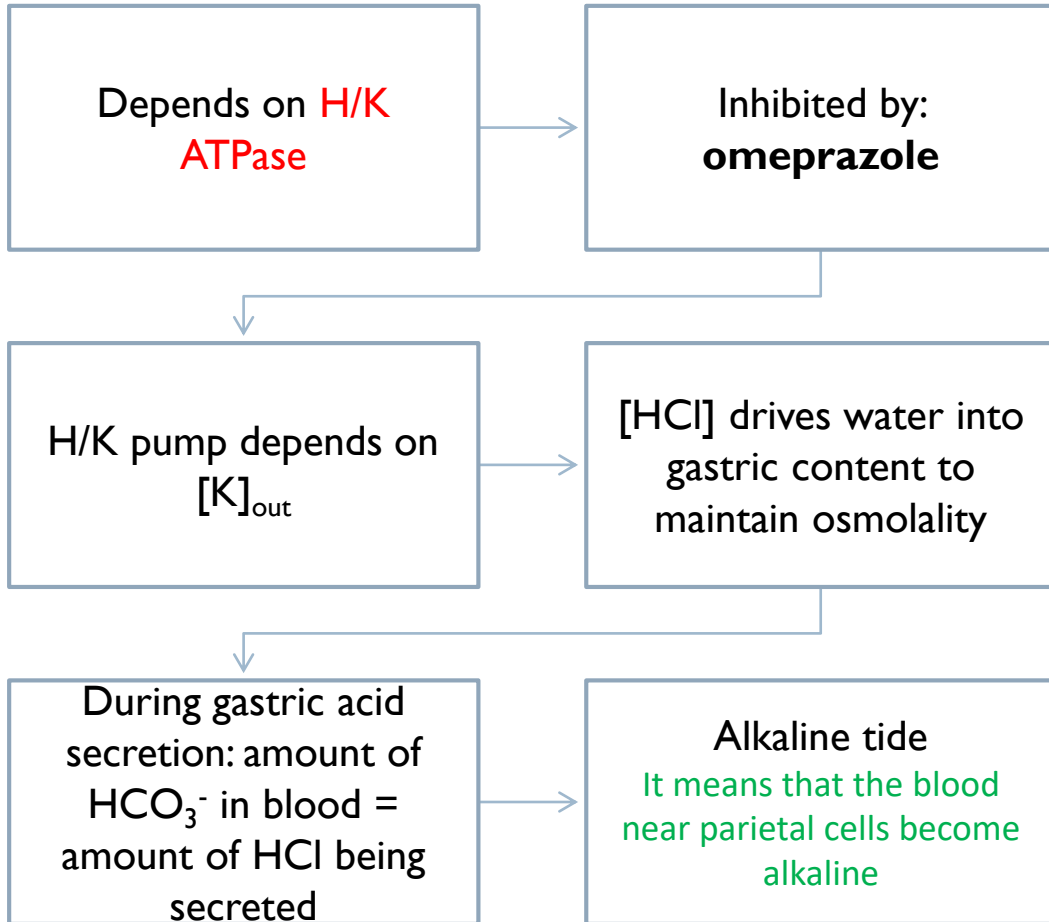 Depends on H/K
ATPase
Inhibited by:
omeprazole
H/K pump depends on
[K]out
[HCl] drives water into
gastric content to
maintain osmolality
During gastric acid
secretion: amount of
HCO₃⁻ in blood =
amount of HCl being
secreted
Alkaline tide
It means that the blood
near parietal cells become
alkaline